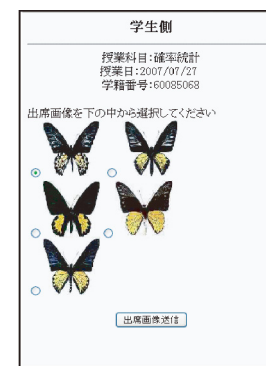 学生側
授業科目:確率統計
授業日:2007/07/27
学籍番号:60085068
出席画像を下の中から選択してください
出席画像送信